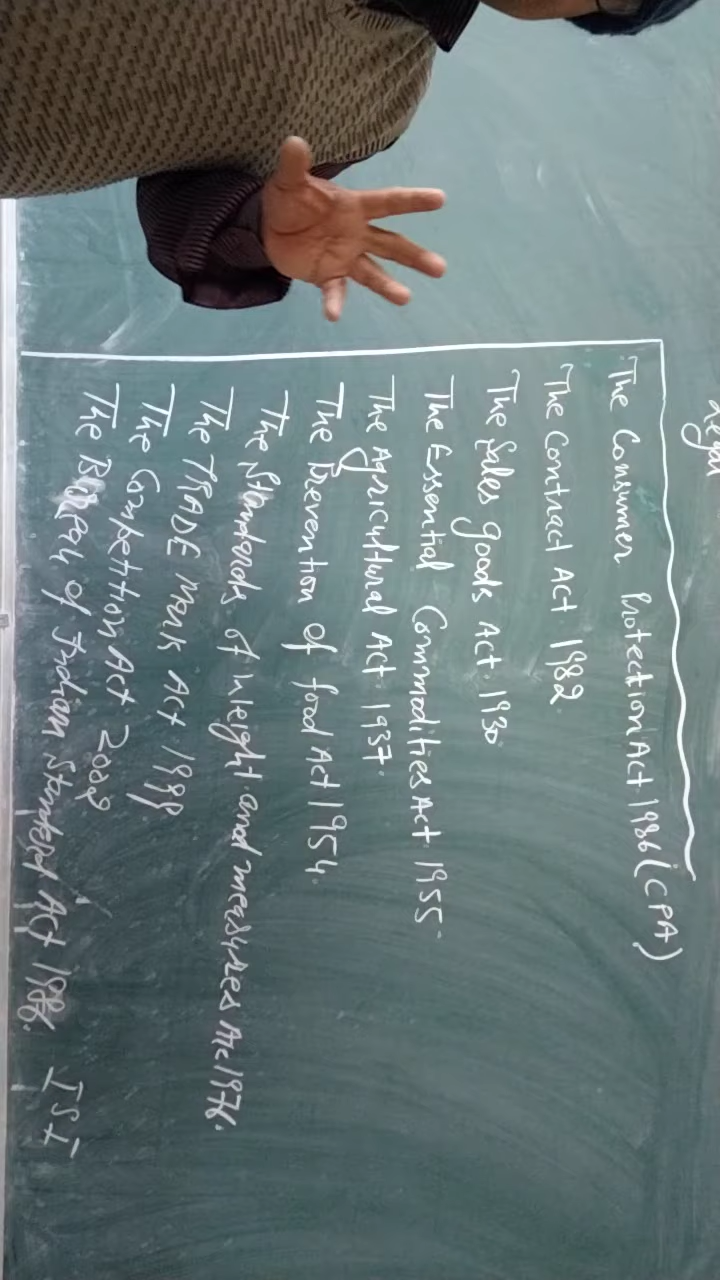 Legal
The Consumer Protection Act 1986 (CPA)
The Contract Act 1982
The Sales goods Act 1930
The Essential Commodities Act 1955
The Agricultural Act 1937.
The Prevention of food Act 1954.
The Standards of weight and measures Act 1976.
The TRADE mark Act 1999
The Competition Act 2002
The of Indian Standard Act 1986. ISI